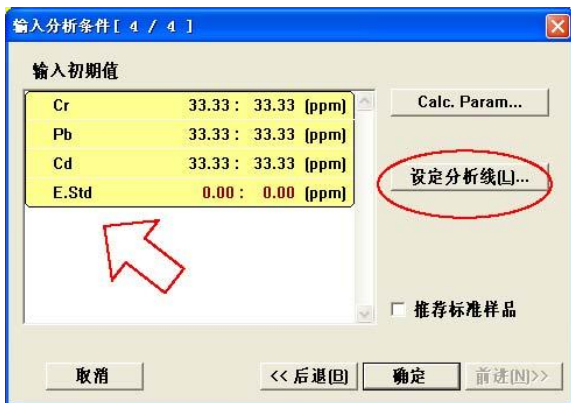 输入分析条件[ 4 / 4 ]
输入初期值
Cr 33.33 : 33.33 (ppm)
Pb 33.33 : 33.33 (ppm)
Cd 33.33 : 33.33 (ppm)
E.Std 0.00 : 0.00 (ppm)
Calc. Param...
设定分析线(L)...
推荐标准样品
取消 << 后退(B) 确定 前进(N)>>